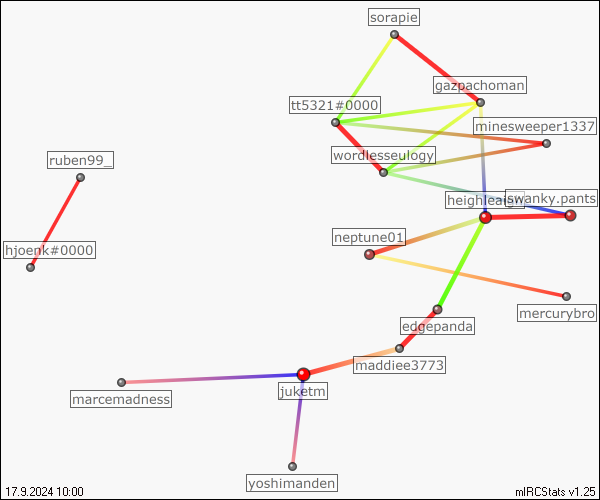 sorapie
gazpachoman
tt5321#0000
minesweeper1337
wordlesseulogy
ruben99_
swanky.pants
neptune01
hjoenk#0000
mercurybro
edgepanda
maddiee3773
juketm
marcemadness
yoshimanden
17.9.2024 10:00
mIRCStats v1.25